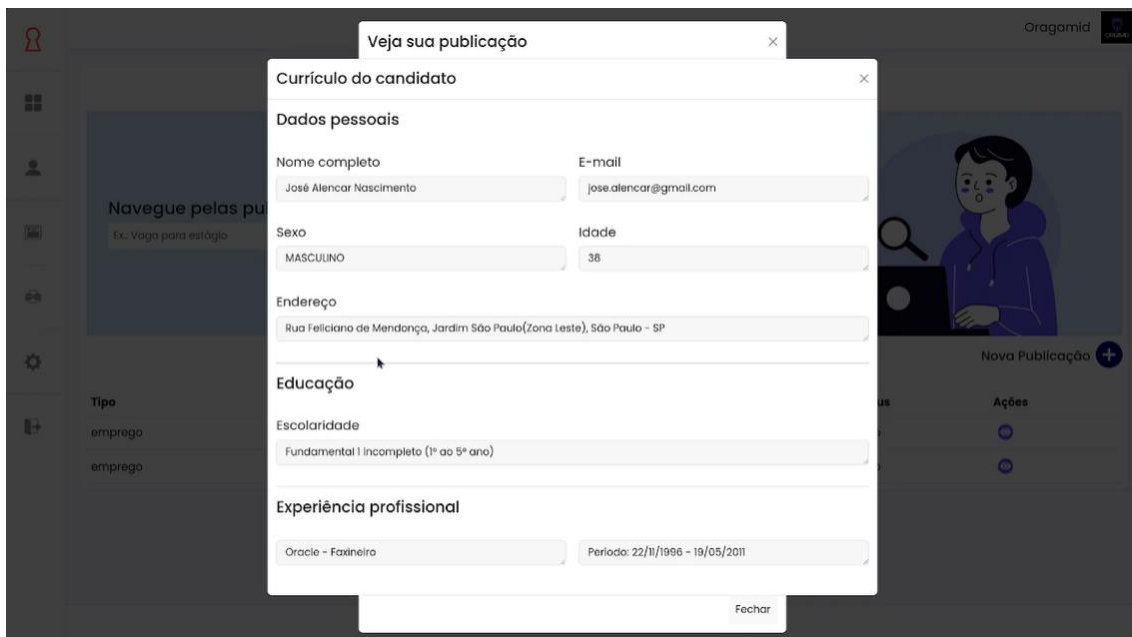 Oragamid
Veja sua publicação
×
Currículo do candidato
×
Dados pessoais
Nome completo
E-mail
José Alencar Nascimento
jose.alencar@gmail.com
Navegue pelas pu
Ex.: Vaga para estágio
Sexo
Idade
MASCULINO
38
Endereço
Rua Feliciano de Mendonça, Jardim São Paulo(Zona Leste), São Paulo - SP
Nova Publicação
Educação
Tipo
us
Ações
Escolaridade
emprego
Fundamental 1 Incompleto (1º ao 5º ano)
emprego
Experiência profissional
Oracle - Faxineiro
Período: 22/11/1996 - 19/05/2011
Fechar